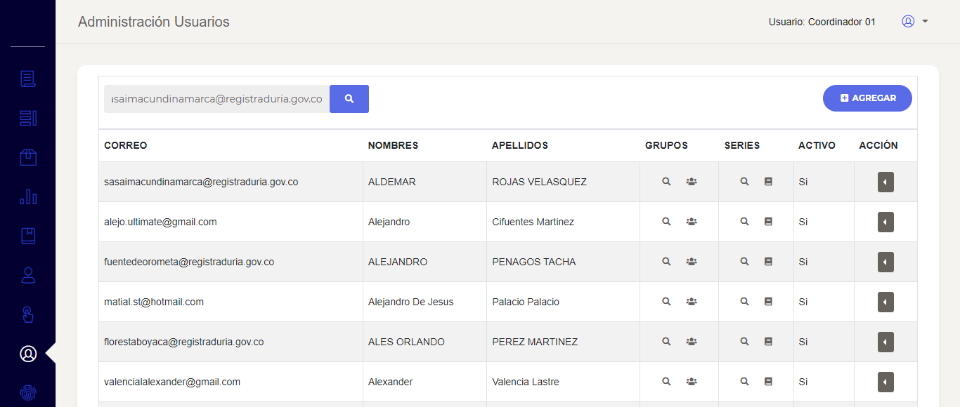 Administración Usuarios
Usuario: Coordinador 01
ısaimacundinamarca@registraduria.gov.co
AGREGAR
CORREO NOMBRES APELLIDOS GRUPOS SERIES ACTIVO ACCIÓN
sasaimacundinamarca@registraduria.gov.co ALDEMAR ROJAS VELASQUEZ Si
alejo.ultimate@gmail.com Alejandro Cifuentes Martinez Si
fuentedeorometa@registraduria.gov.co ALEJANDRO PENAGOS TACHA Si
matial.st@hotmail.com Alejandro De Jesus Palacio Palacio Si
florestaboyaca@registraduria.gov.co ALES ORLANDO PEREZ MARTINEZ Si
valencialalexander@gmail.com Alexander Valencia Lastre Si